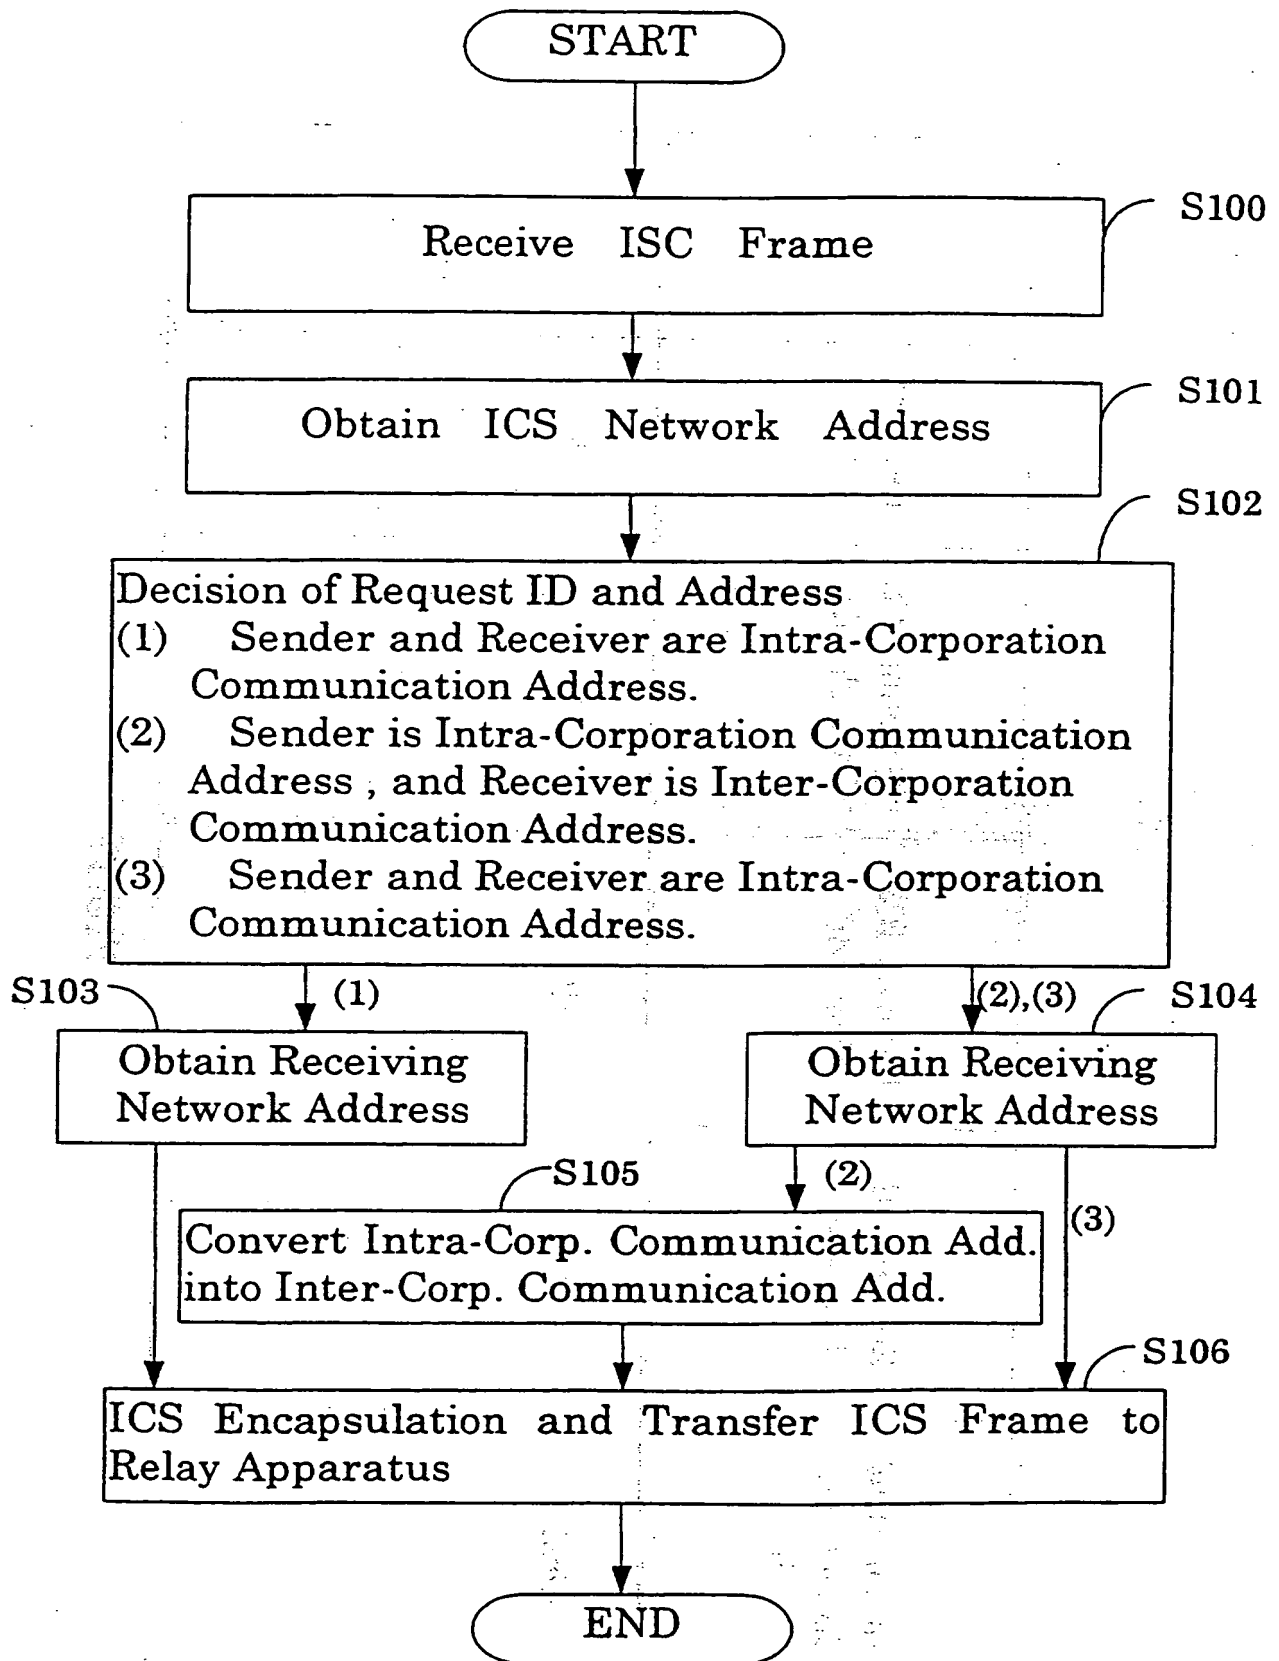 START
S100
Receive ISC Frame
S101
Obtain ICS Network Address
S102
Decision of Request ID and Address
(1) Sender and Receiver are Intra-Corporation
Communication Address.
(2) Sender is Intra-Corporation Communication
Address , and Receiver is Inter-Corporation
Communication Address.
(3) Sender and Receiver are Intra-Corporation
Communication Address.
S103
(1)
(2),(3)
S104
Obtain Receiving
Network Address
Obtain Receiving
Network Address
S105
(2)
(3)
Convert Intra-Corp. Communication Add.
into Inter-Corp. Communication Add.
S106
ICS Encapsulation and Transfer ICS Frame to
Relay Apparatus
END